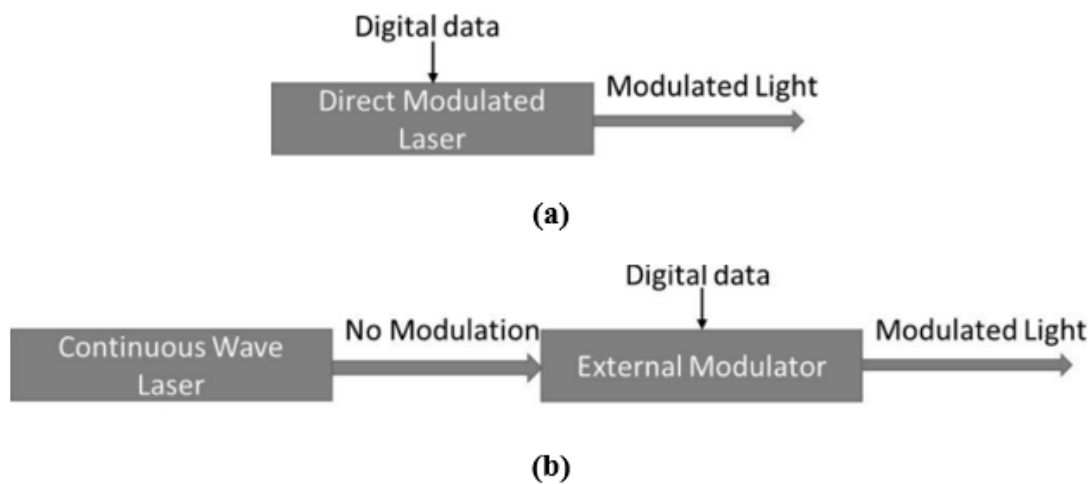 Digital data
Direct Modulated
Laser
Modulated Light
(a)
Digital data
Continuous Wave
Laser
No Modulation
External Modulator
Modulated Light
(b)